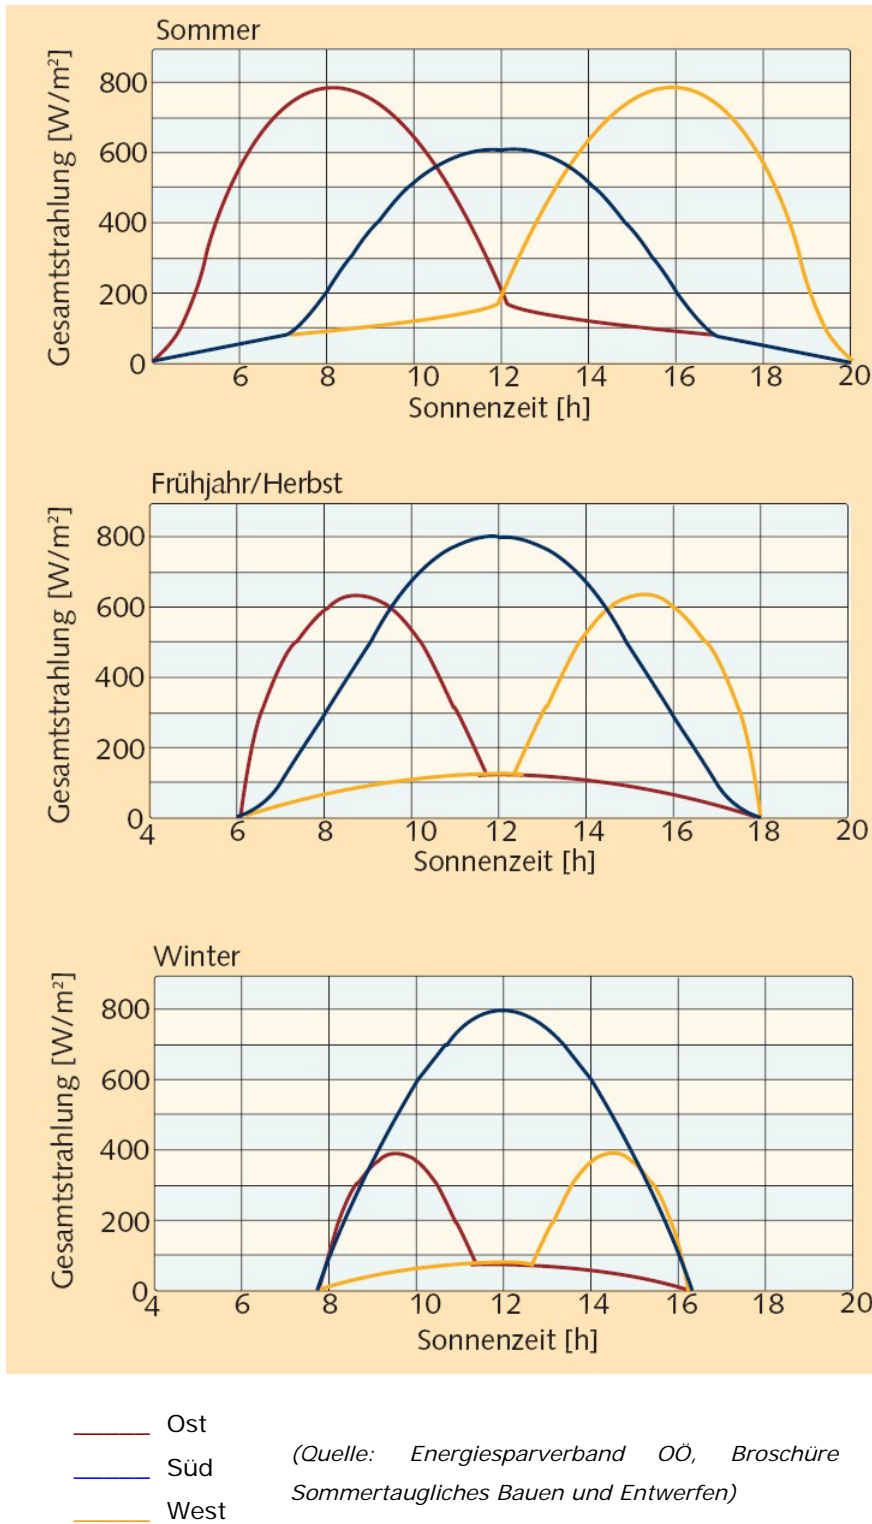 Sommer
Gesamtstrahlung [W/m²]
800
600
400
200
0
6 8 10 12 14 16 18 20
Sonnenzeit [h]
Frühjahr/Herbst
Gesamtstrahlung [W/m²]
800
600
400
200
0
4 6 8 10 12 14 16 18 20
Sonnenzeit [h]
Winter
Gesamtstrahlung [W/m²]
800
600
400
200
0
4 6 8 10 12 14 16 18 20
Sonnenzeit [h]
Ost
Süd
West
(Quelle: Energiesparverband OÖ, Broschüre
Sommertaugliches Bauen und Entwerfen)